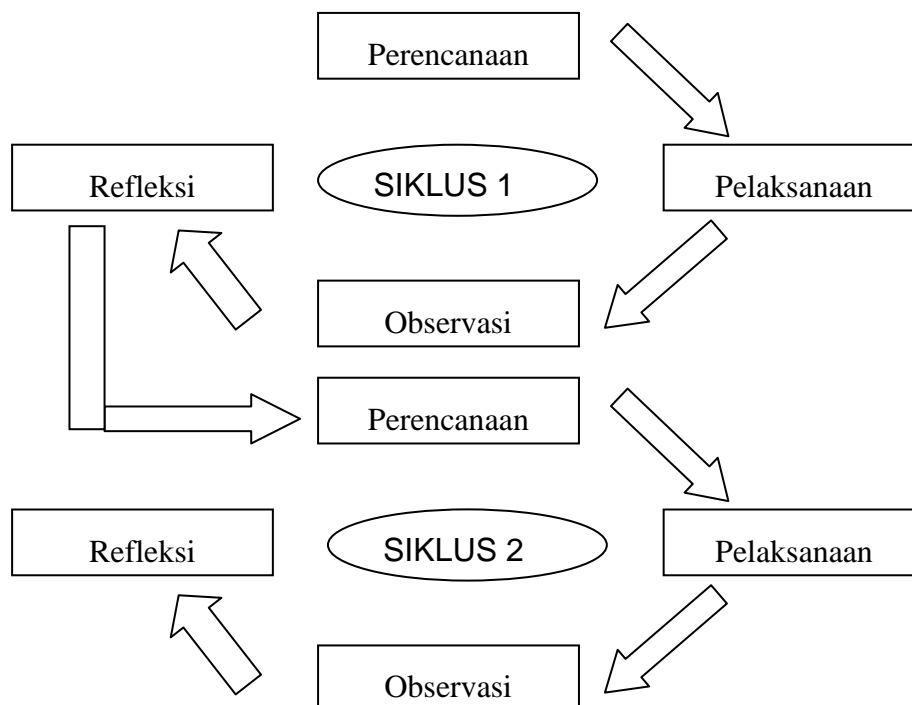 Perencanaan
Refleksi
SIKLUS 1
Pelaksanaan
Observasi
Perencanaan
Refleksi
SIKLUS 2
Pelaksanaan
Observasi